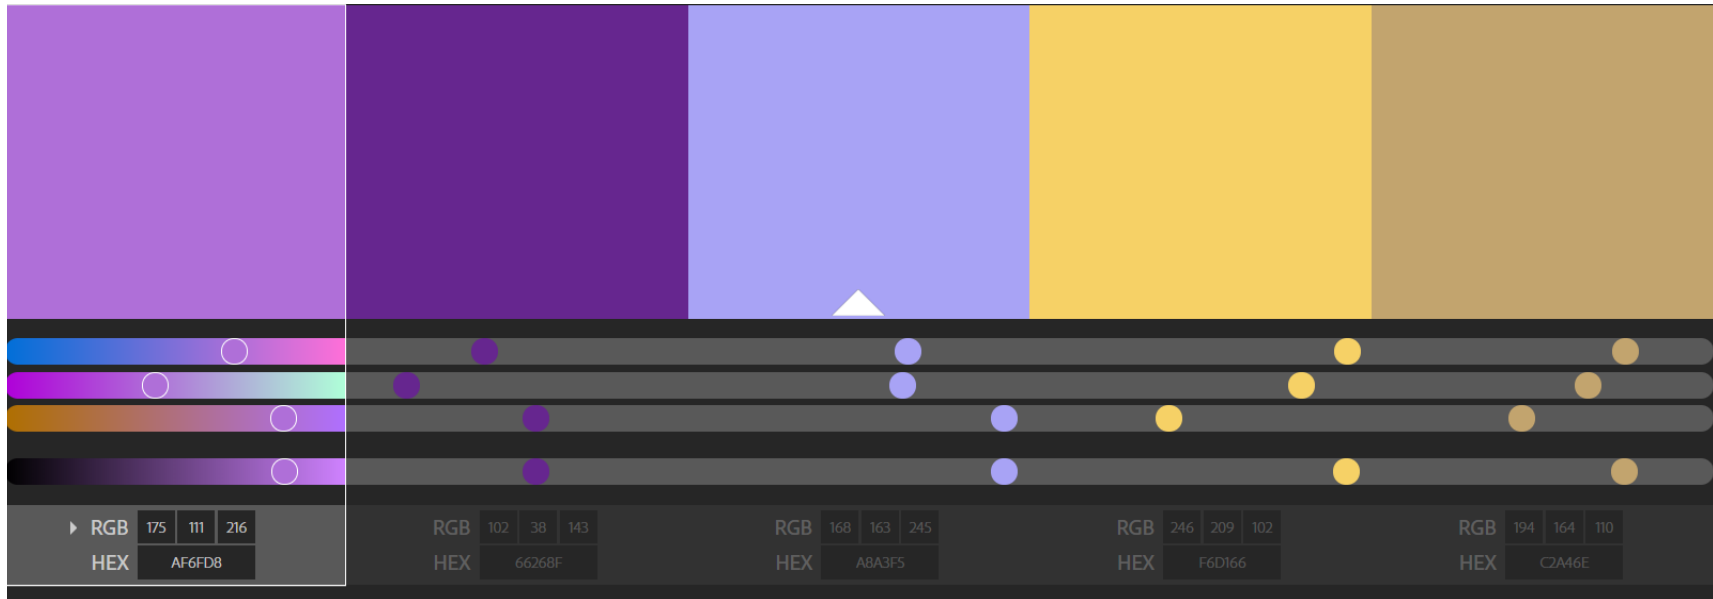 RGB 175 111 216 RGB 102 38 143 RGB 168 163 245 RGB 246 209 102 RGB 194 164 110
HEX AF6FD8 HEX 66268F HEX A8A3F5 HEX F6D166 HEX C2A46E